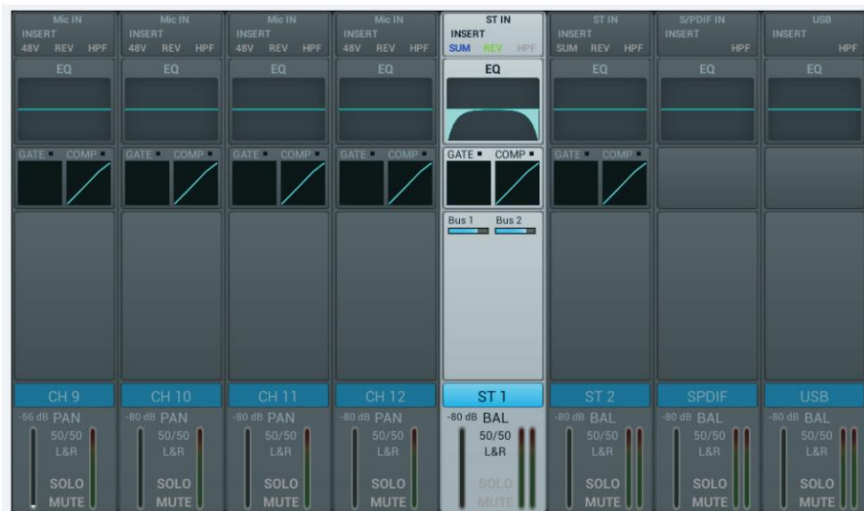 Mic IN Mic IN Mic IN Mic IN ST IN ST IN S/PDIF IN USB
INSERT INSERT INSERT INSERT INSERT INSERT INSERT INSERT
48V REV HPF 48V REV HPF 48V REV HPF 48V REV HPF SUM REV HPF SUM REV HPF HPF HPF
EQ EQ EQ EQ EQ EQ EQ EQ
GATE COMP GATE COMP GATE COMP GATE COMP GATE COMP GATE COMP
Bus 1 Bus 2
CH 9 CH 10 CH 11 CH 12 ST 1 ST 2 SPDIF USB
-56 dB PAN -80 dB PAN -80 dB PAN -80 dB PAN -80 dB BAL -80 dB BAL -80 dB BAL -80 dB BAL
50/50 50/50 50/50 50/50 50/50 50/50 50/50 50/50
L&R L&R L&R L&R L&R L&R L&R L&R
SOLO SOLO SOLO SOLO SOLO SOLO SOLO SOLO
MUTE MUTE MUTE MUTE MUTE MUTE MUTE MUTE